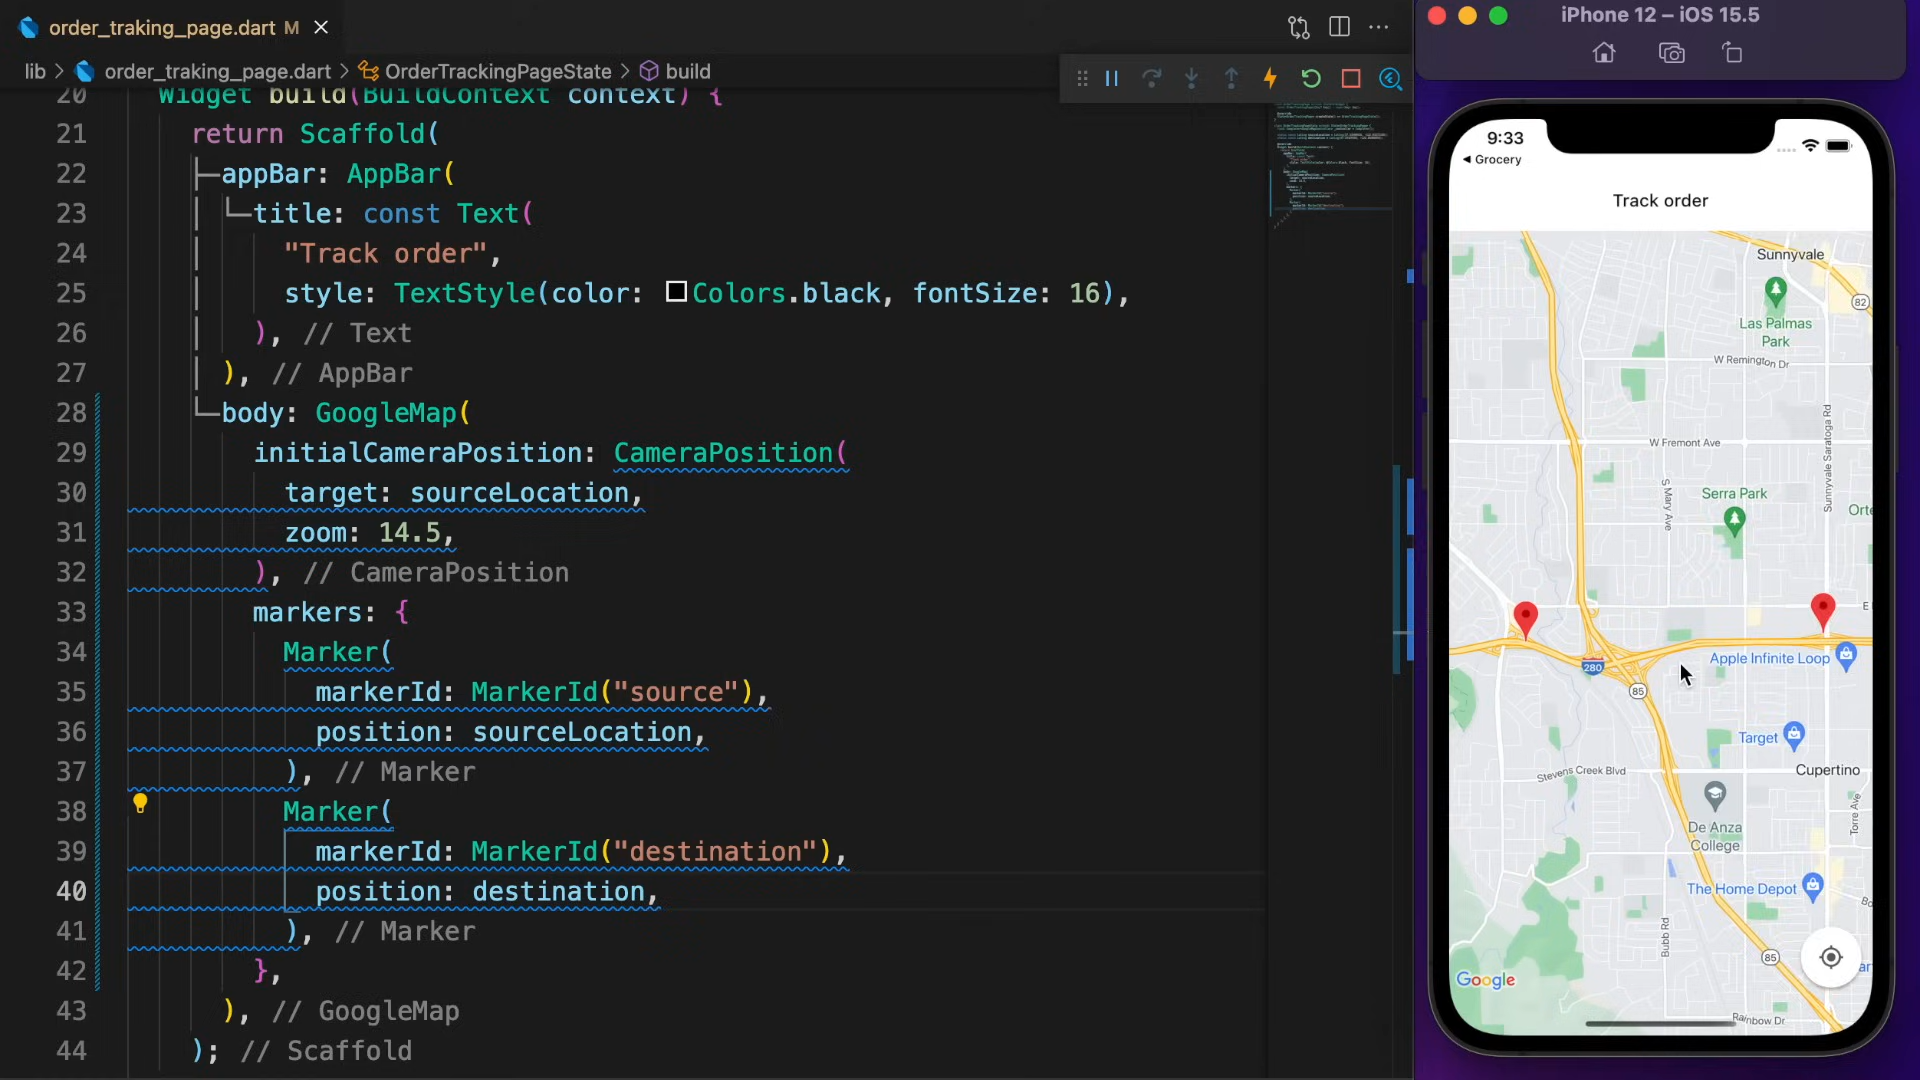 order_traking_page.dart M
lib > order_traking_page.dart > OrderTrackingPageState > build
20 Widget build(BuildContext context) {
21 return Scaffold(
22 appBar: AppBar(
23 title: const Text(
24 "Track order",
25 style: TextStyle(color: Colors.black, fontSize: 16),
26 ), // Text
27 ), // AppBar
28 body: GoogleMap(
29 initialCameraPosition: CameraPosition(
30 target: sourceLocation,
31 zoom: 14.5,
32 ), // CameraPosition
33 markers: {
34 Marker(
35 markerId: MarkerId("source"),
36 position: sourceLocation,
37 ), // Marker
38 Marker(
39 markerId: MarkerId("destination"),
40 position: destination,
41 ), // Marker
42 },
43 ), // GoogleMap
44 ); // Scaffold
iPhone 12 – iOS 15.5
9:33
Grocery
Track order
Sunnyvale
82
Las Palmas
Park
W Remington Dr
Sunnyvale Saratoga Rd
W Fremont Ave
S Mary Ave
Serra Park
Orte
E
Apple Infinite Loop
280
85
Target
Cupertino
Stevens Creek Blvd
Torre Ave
De Anza
College
The Home Depot
Bubb Rd
85
Google
Rainbow Dr